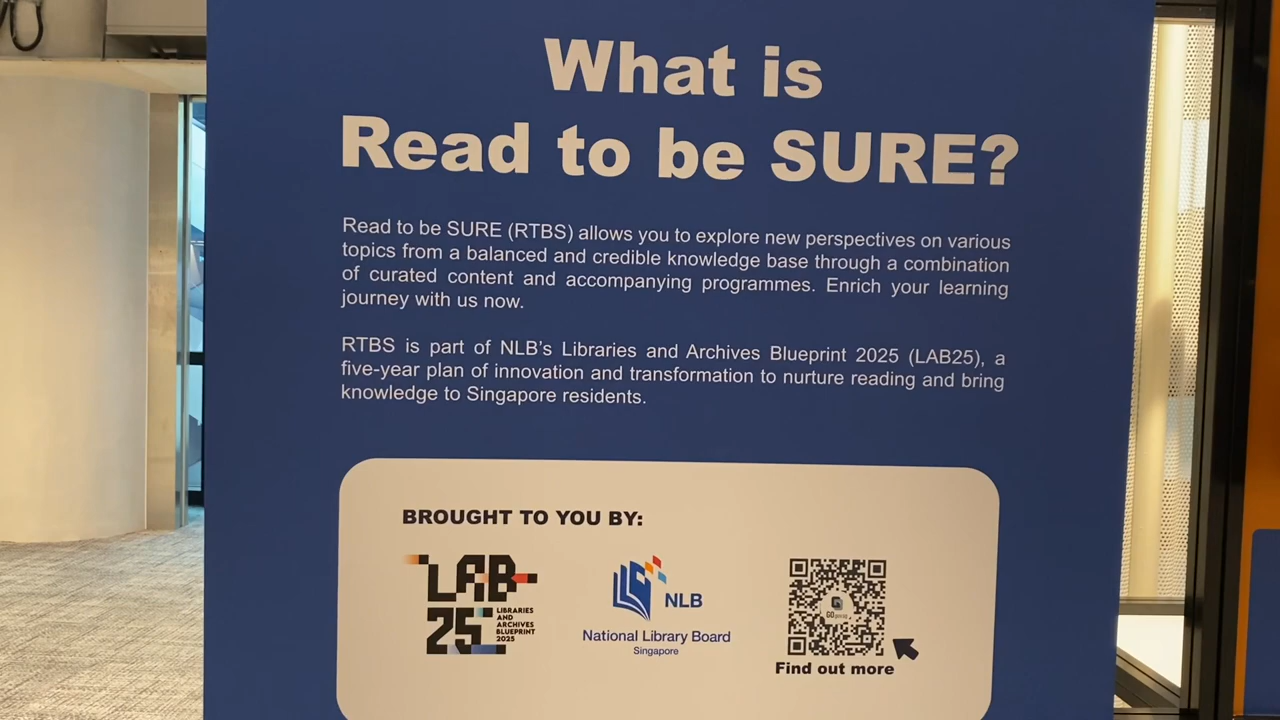 What is
Read to be SURE?
Read to be SURE (RTBS) allows you to explore new perspectives on various
topics from a balanced and credible knowledge base through a combination
of curated content and accompanying programmes. Enrich your learning
journey with us now.
RTBS is part of NLB's Libraries and Archives Blueprint 2025 (LAB25), a
five-year plan of innovation and transformation to nurture reading and bring
knowledge to Singapore residents.
BROUGHT TO YOU BY:
LAB
25
LIBRARIES
AND
ARCHIVES
BLUEPRINT
2025
NLB
National Library Board
Singapore
Find out more